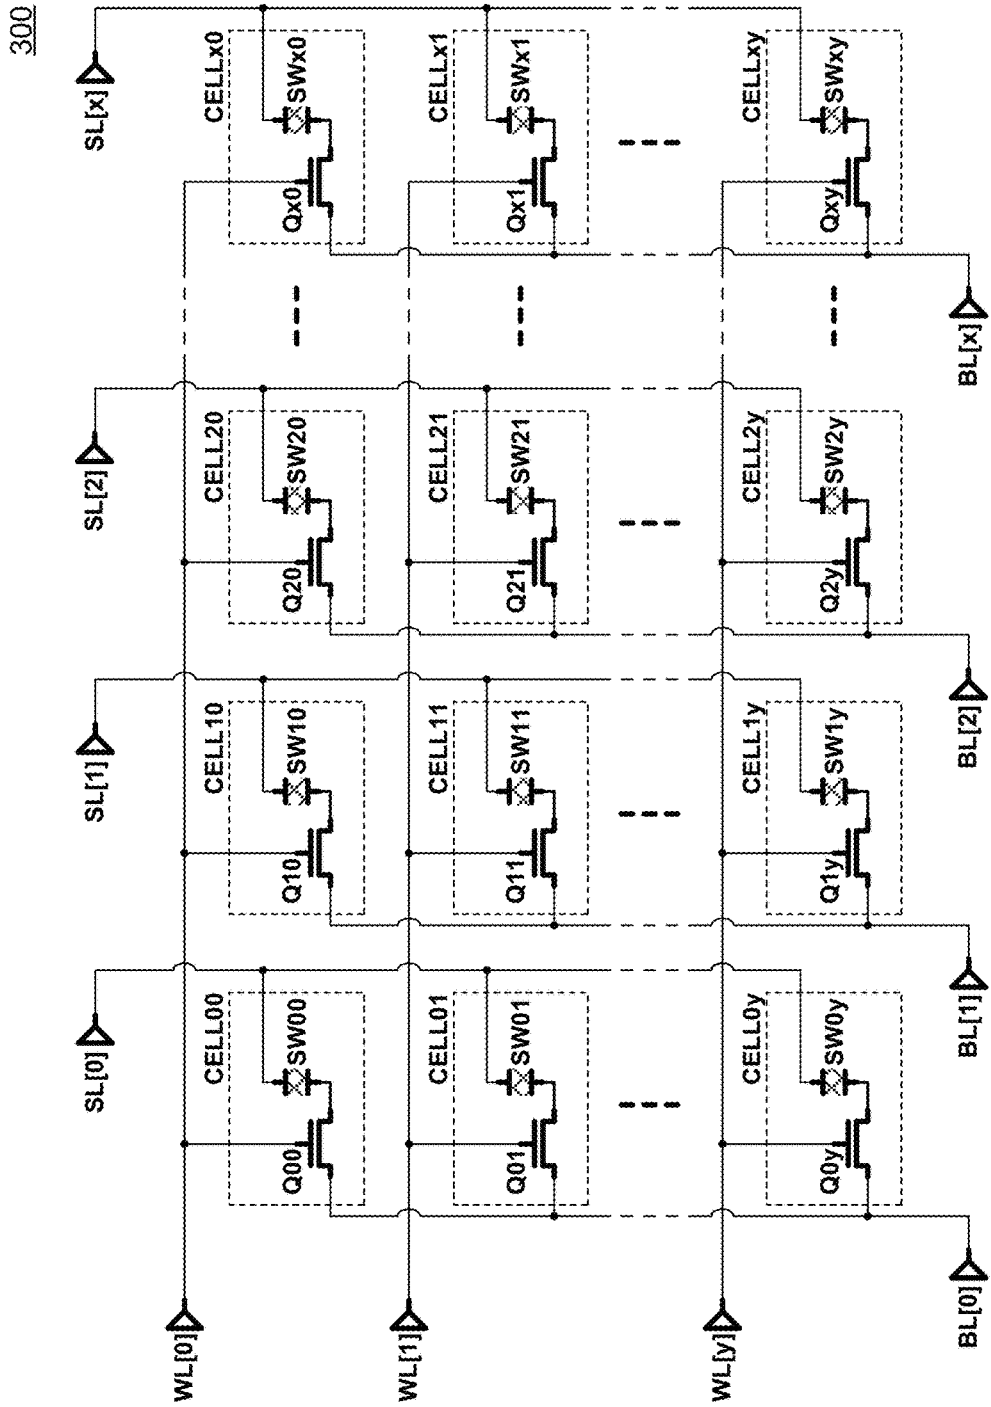 300
SL[0] SL[1] SL[2] SL[x]
WL[0]
CELL00 CELL10 CELL20 CELLx0
Q00 SW00 Q10 SW10 Q20 SW20 Qx0 SWx0
WL[1]
CELL01 CELL11 CELL21 CELLx1
Q01 SW01 Q11 SW11 Q21 SW21 Qx1 SWx1
WL[y]
CELL0y CELL1y CELL2y CELLxy
Q0y SW0y Q1y SW1y Q2y SW2y Qxy SWxy
BL[0] BL[1] BL[2] BL[x]